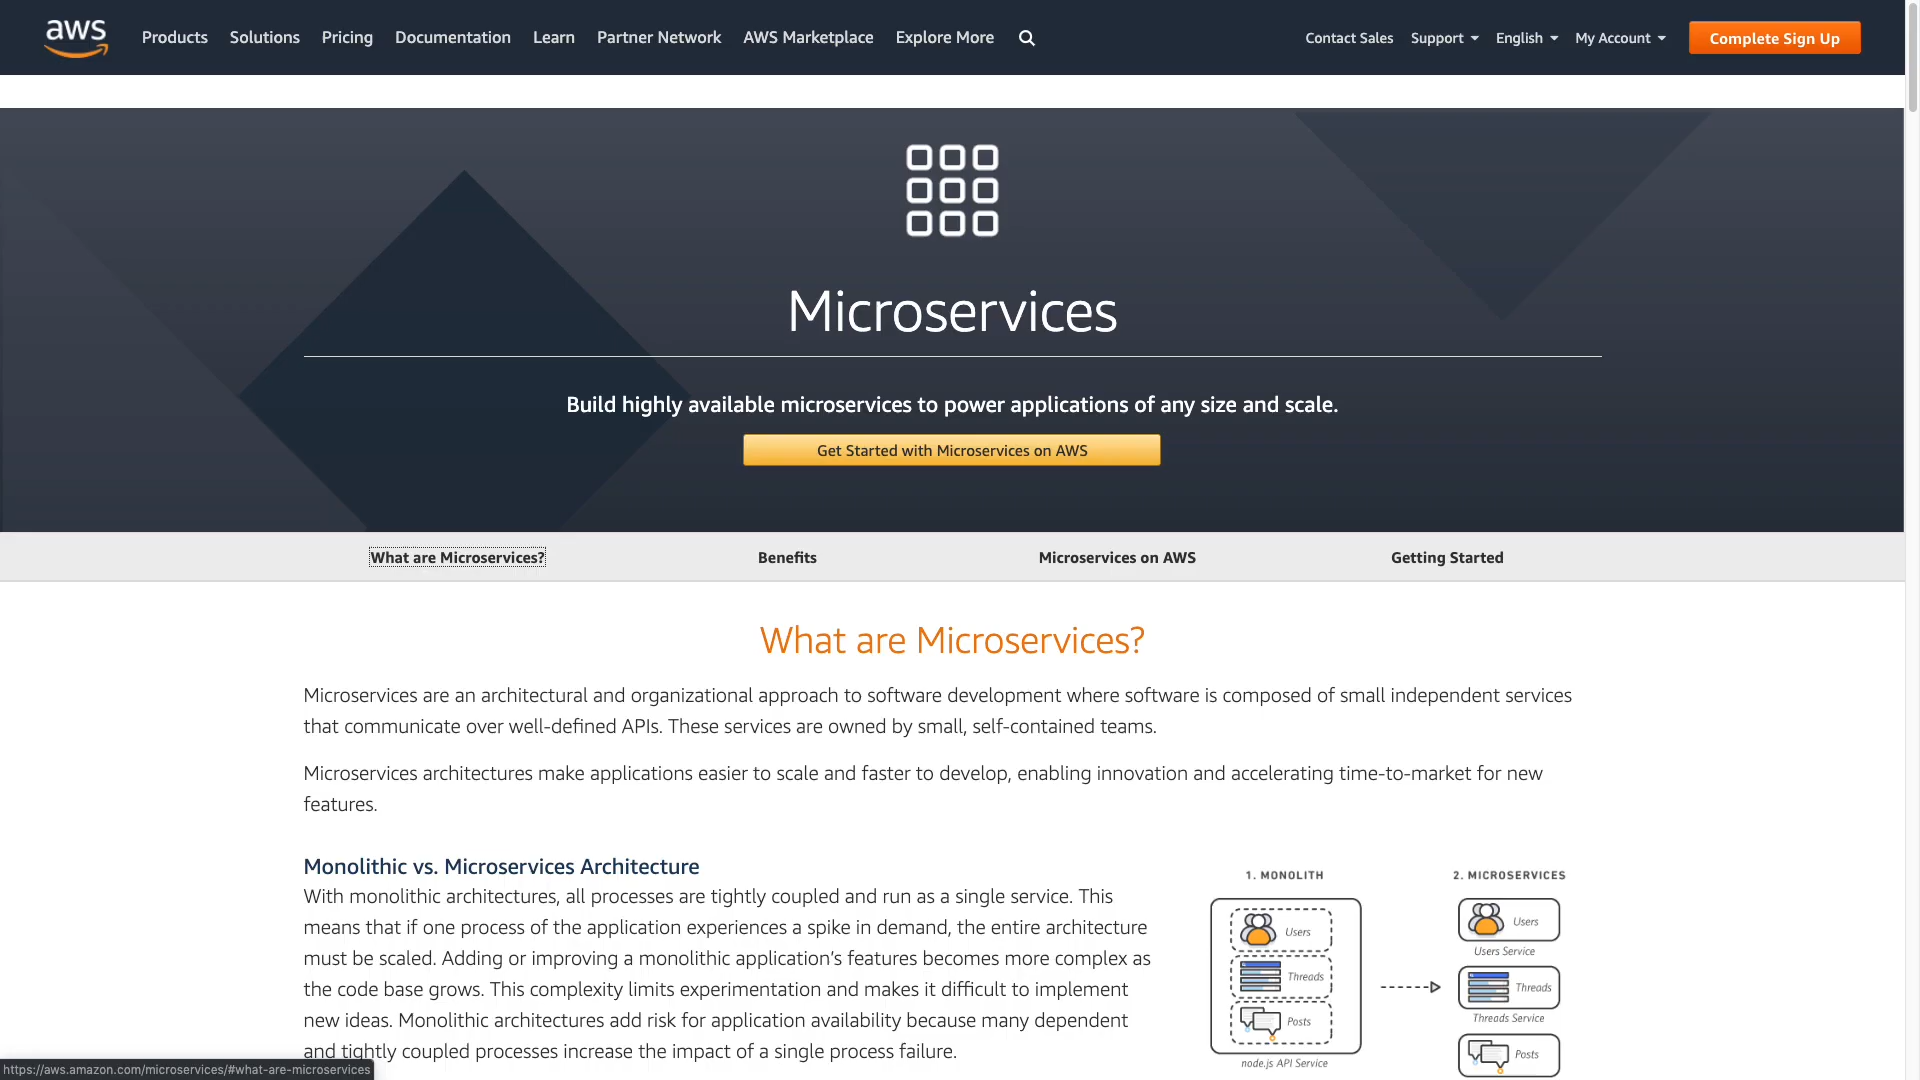 aws
Products Solutions Pricing Documentation Learn Partner Network AWS Marketplace Explore More
Contact Sales Support English My Account Complete Sign Up
Microservices
Build highly available microservices to power applications of any size and scale.
Get Started with Microservices on AWS
What are Microservices? Benefits Microservices on AWS Getting Started
What are Microservices?
Microservices are an architectural and organizational approach to software development where software is composed of small independent services
that communicate over well-defined APIs. These services are owned by small, self-contained teams.
Microservices architectures make applications easier to scale and faster to develop, enabling innovation and accelerating time-to-market for new
features.
Monolithic vs. Microservices Architecture
With monolithic architectures, all processes are tightly coupled and run as a single service. This
means that if one process of the application experiences a spike in demand, the entire architecture
must be scaled. Adding or improving a monolithic application’s features becomes more complex as
the code base grows. This complexity limits experimentation and makes it difficult to implement
new ideas. Monolithic architectures add risk for application availability because many dependent
and tightly coupled processes increase the impact of a single process failure.
1. MONOLITH
Users
Threads
Posts
node.js API Service
2. MICROSERVICES
Users
Users Service
Threads
Threads Service
Posts
https://aws.amazon.com/microservices/#what-are-microservices